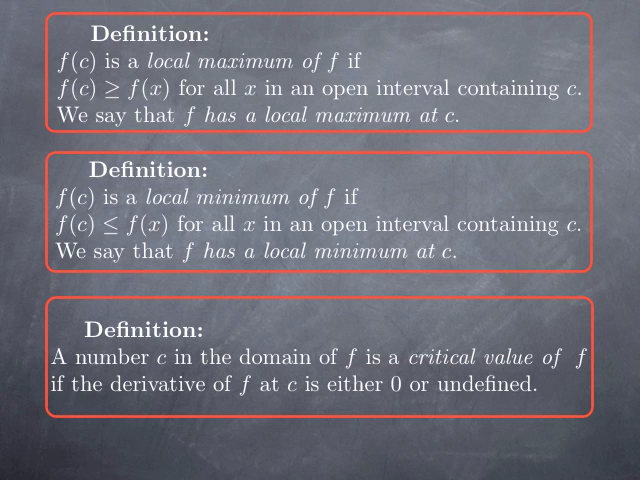 Definition:
f(c) is a local maximum of f if
f(c) ≥ f(x) for all x in an open interval containing c.
We say that f has a local maximum at c.
Definition:
f(c) is a local minimum of f if
f(c) ≤ f(x) for all x in an open interval containing c.
We say that f has a local minimum at c.
Definition:
A number c in the domain of f is a critical value of f
if the derivative of f at c is either 0 or undefined.